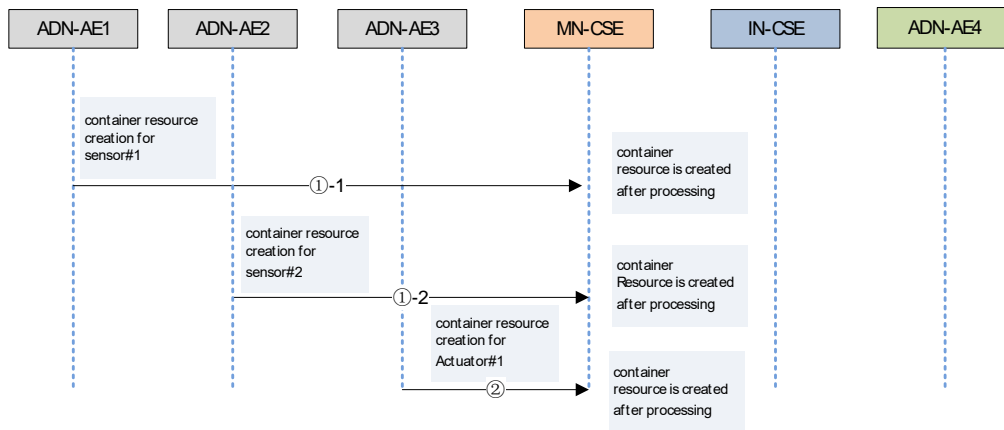 ADN-AE1
ADN-AE2
ADN-AE3
MN-CSE
IN-CSE
ADN-AE4
container resource
creation for
sensor#1
①-1
container
resource is created
after processing
container resource
creation for
sensor#2
①-2
container
Resource is created
after processing
container resource
creation for
Actuator#1
②
container
resource is created
after processing